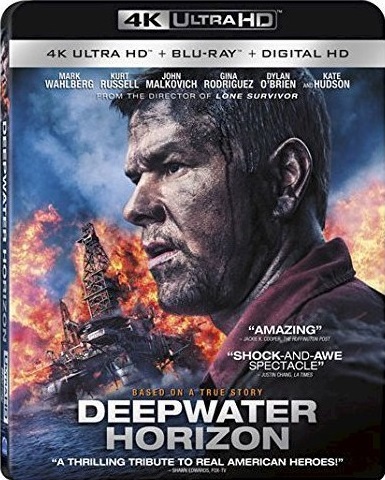 4K ULTRA HD
4K ULTRA HD + BLU-RAY + DIGITAL HD
MARK WAHLBERG KURT RUSSELL JOHN MALKOVICH GINA RODRIGUEZ DYLAN O'BRIEN AND KATE HUDSON
FROM THE DIRECTOR OF LONE SURVIVOR
DEEPWATER HORIZON
"AMAZING"
- JACKIE K. COOPER, THE HUFFINGTON POST
"SHOCK-AND-AWE
SPECTACLE"
- JUSTIN CHANG, LA TIMES
BASED ON A TRUE STORY
DEEPWATER
HORIZON
"A THRILLING TRIBUTE TO REAL AMERICAN HEROES!"
- SHAWN EDWARDS, FOX-TV